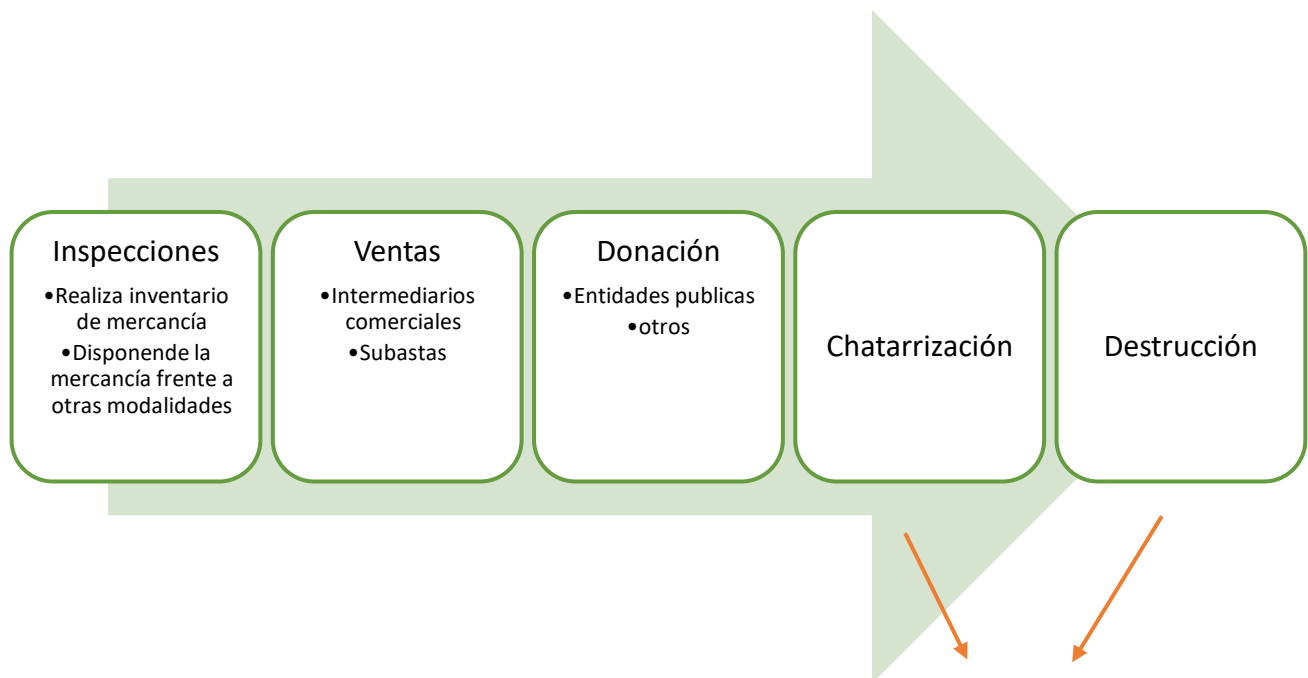 Inspecciones
•Realiza inventario
de mercancía
•Disponende la
mercancía frente a
otras modalidades
Ventas
•Intermediarios
comerciales
•Subastas
Donación
•Entidades publicas
•otros
Chatarrización
Destrucción